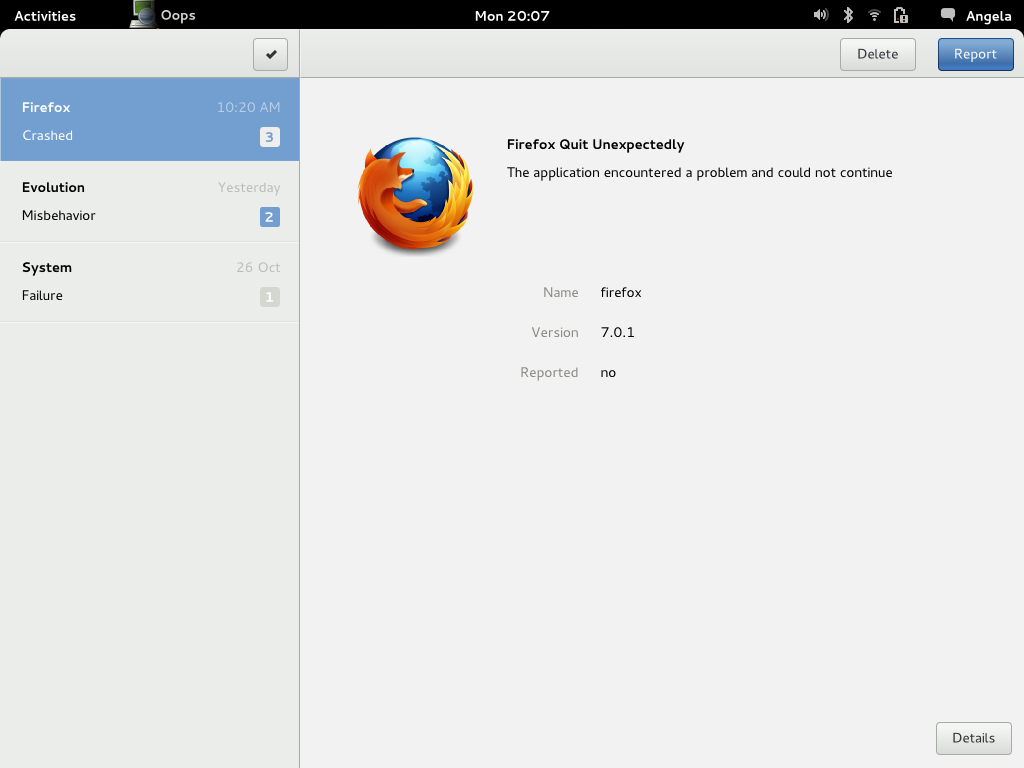 Activities
Oops
Mon 20:07
Angela
Delete
Report
Firefox 10:20 AM
Crashed 3
Evolution Yesterday
Misbehavior 2
System 26 Oct
Failure 1
Firefox Quit Unexpectedly
The application encountered a problem and could not continue
Name firefox
Version 7.0.1
Reported no
Details